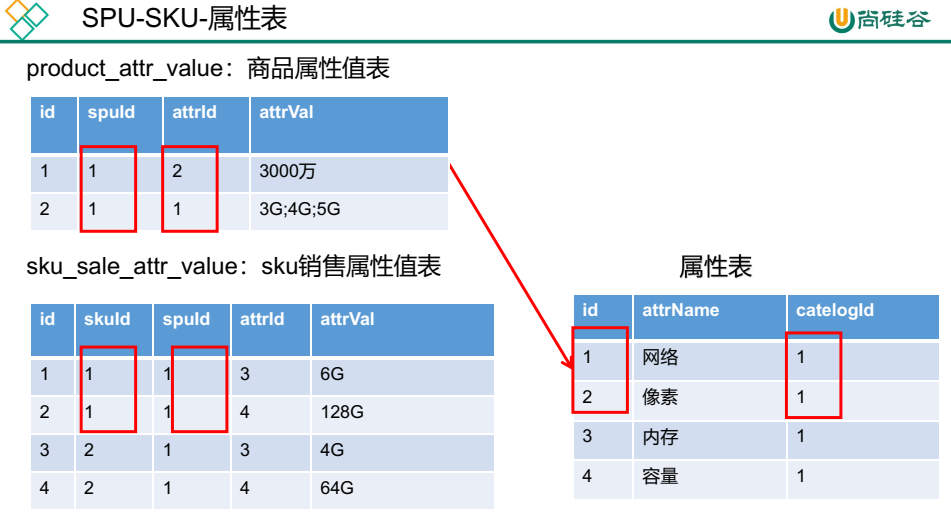 SPU-SKU-属性表
尚硅谷
product_attr_value：商品属性值表
id spuId attrId attrVal
1 1 2 3000万
2 1 1 3G;4G;5G
sku_sale_attr_value：sku销售属性值表
id skuId spuId attrId attrVal
1 1 1 3 6G
2 1 1 4 128G
3 2 1 3 4G
4 2 1 4 64G
属性表
id attrName catelogId
1 网络 1
2 像素 1
3 内存 1
4 容量 1